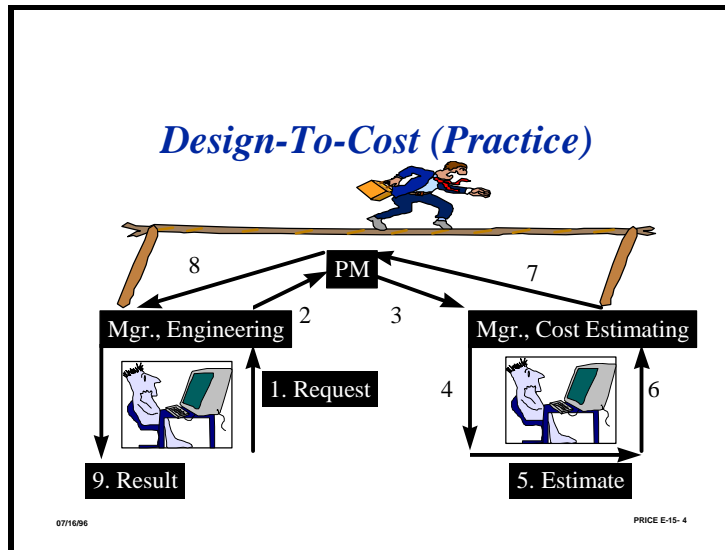 Design-To-Cost (Practice)
8
PM
7
Mgr., Engineering
2
3
Mgr., Cost Estimating
1. Request
4
6
9. Result
5. Estimate
07/16/96
PRICE E-15- 4